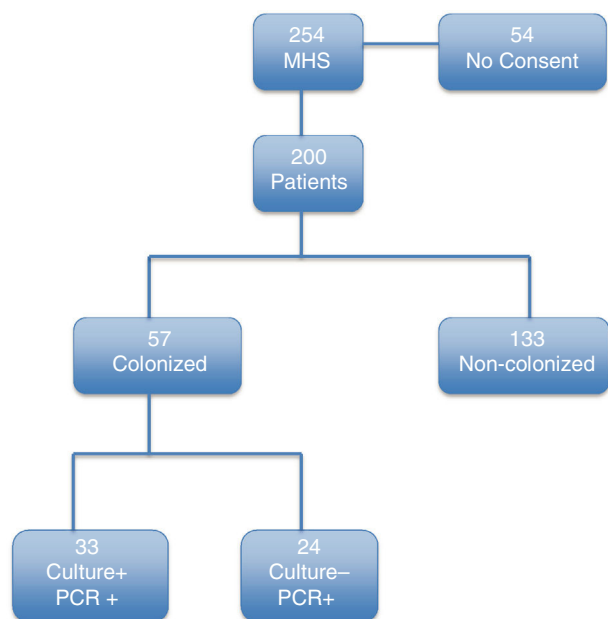 254
MHS
54
No Consent
200
Patients
57
Colonized
133
Non-colonized
33
Culture+
PCR +
24
Culture–
PCR+